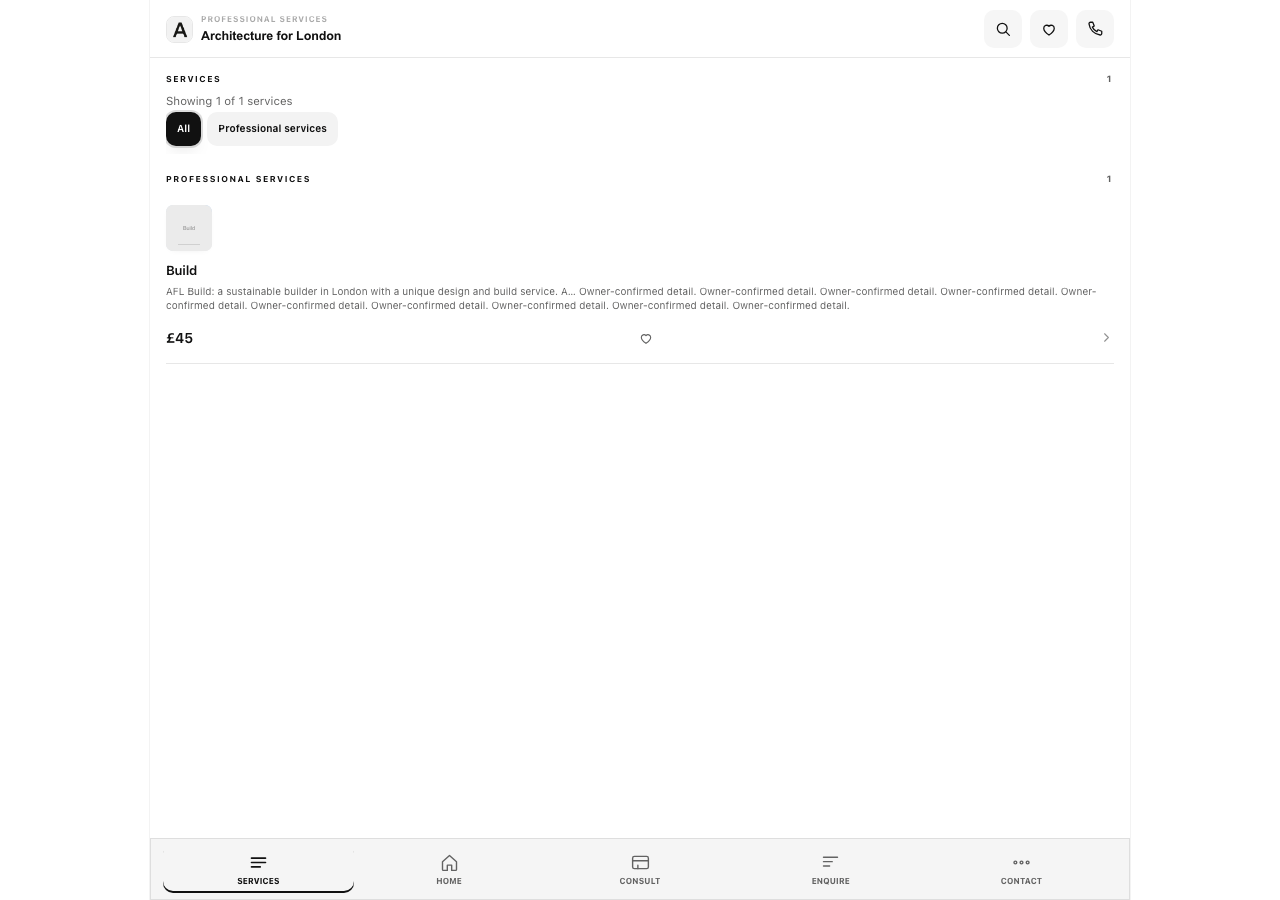 A
PROFESSIONAL SERVICES
Architecture for London
SERVICES
1
Showing 1 of 1 services
All
Professional services
PROFESSIONAL SERVICES
1
Build
Build
AFL Build: a sustainable builder in London with a unique design and build service. A... Owner-confirmed detail. Owner-confirmed detail. Owner-confirmed detail. Owner-confirmed detail. Owner-
confirmed detail. Owner-confirmed detail. Owner-confirmed detail. Owner-confirmed detail. Owner-confirmed detail. Owner-confirmed detail.
£45
SERVICES
HOME
CONSULT
ENQUIRE
CONTACT